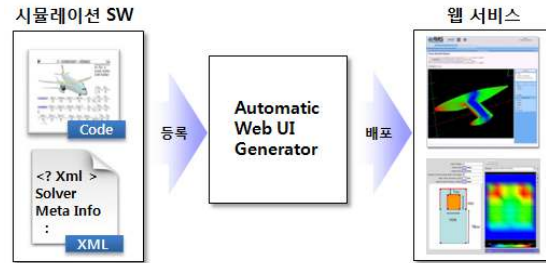 시뮬레이션 SW
Code
<? Xml >
Solver
Meta Info
:
XML
등록
Automatic
Web UI
Generator
배포
웹 서비스